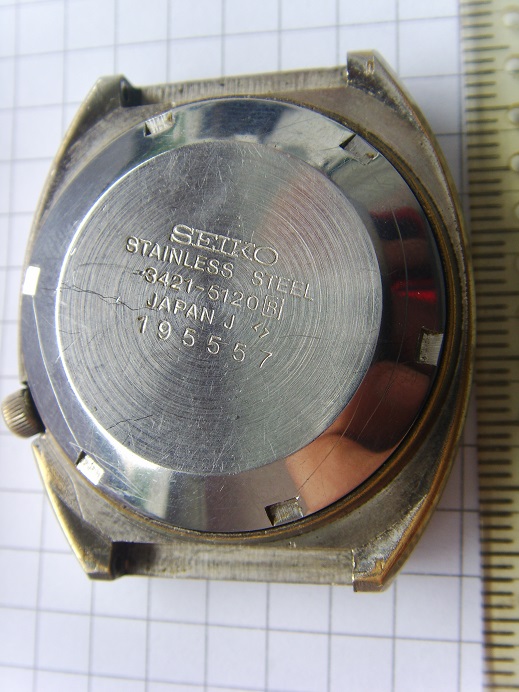 SEIKO
STAINLESS STEEL
3421-5120 B
JAPAN J
195557